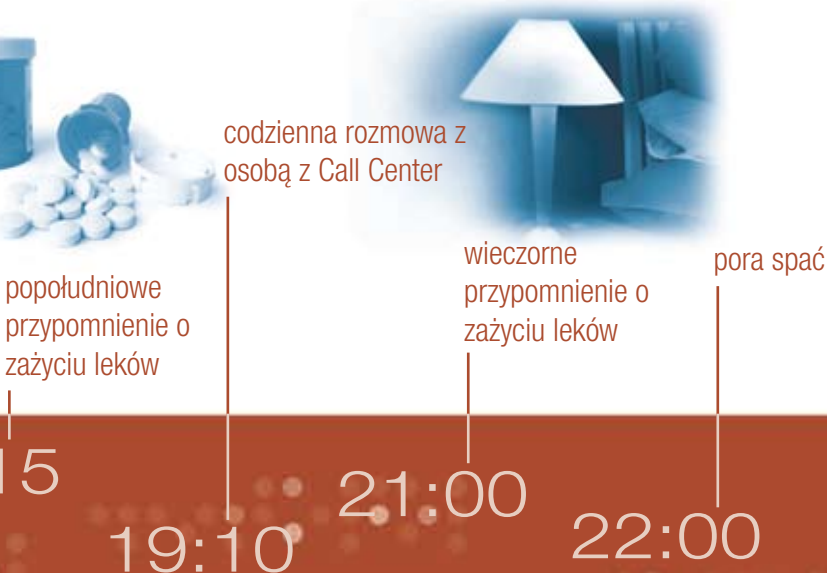 codzienna rozmowa z
osobą z Call Center
wieczorne
przypomnienie o
zażyciu leków
pora spać
popołudniowe
przypomnienie o
zażyciu leków
15
19:10
21:00
22:00